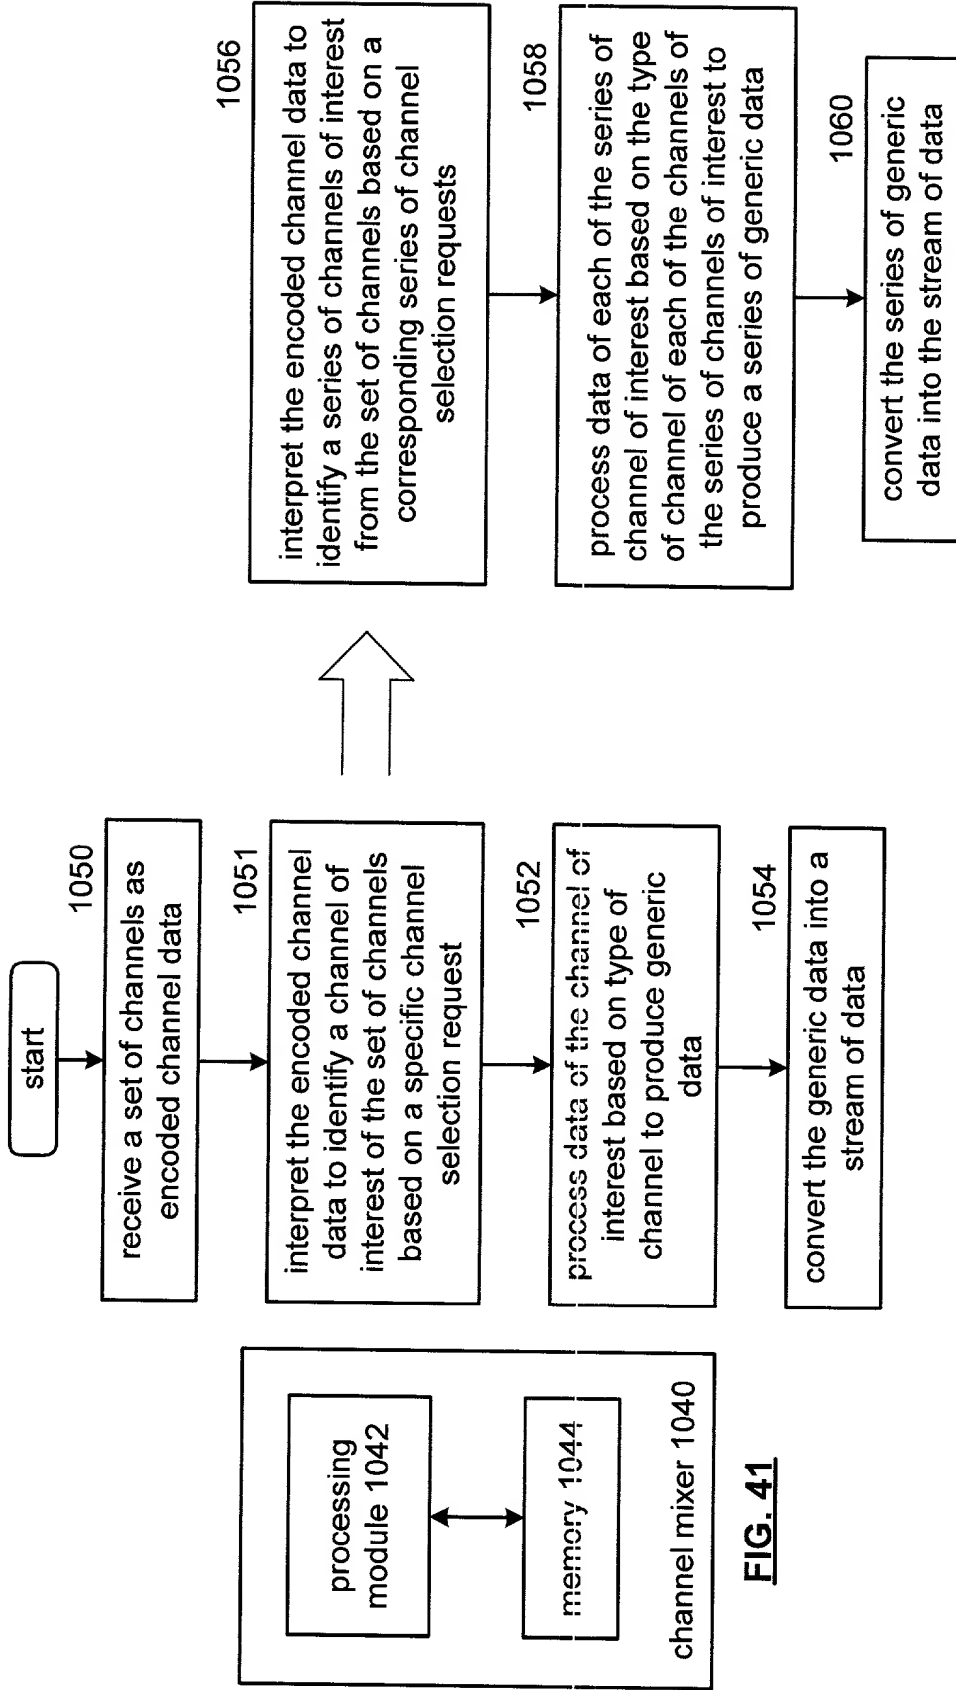 start
1050
receive a set of channels as
encoded channel data
1051
interpret the encoded channel
data to identify a channel of
interest of the set of channels
based on a specific channel
selection request
1052
process data of the channel of
interest based on type of
channel to produce generic
data
1054
convert the generic data into a
stream of data
1056
interpret the encoded channel data to
identify a series of channels of interest
from the set of channels based on a
corresponding series of channel
selection requests
1058
process data of each of the series of
channel of interest based on the type
of channel of each of the channels of
the series of channels of interest to
produce a series of generic data
1060
convert the series of generic
data into the stream of data
processing
module 1042
memory 1044
channel mixer 1040
FIG. 41